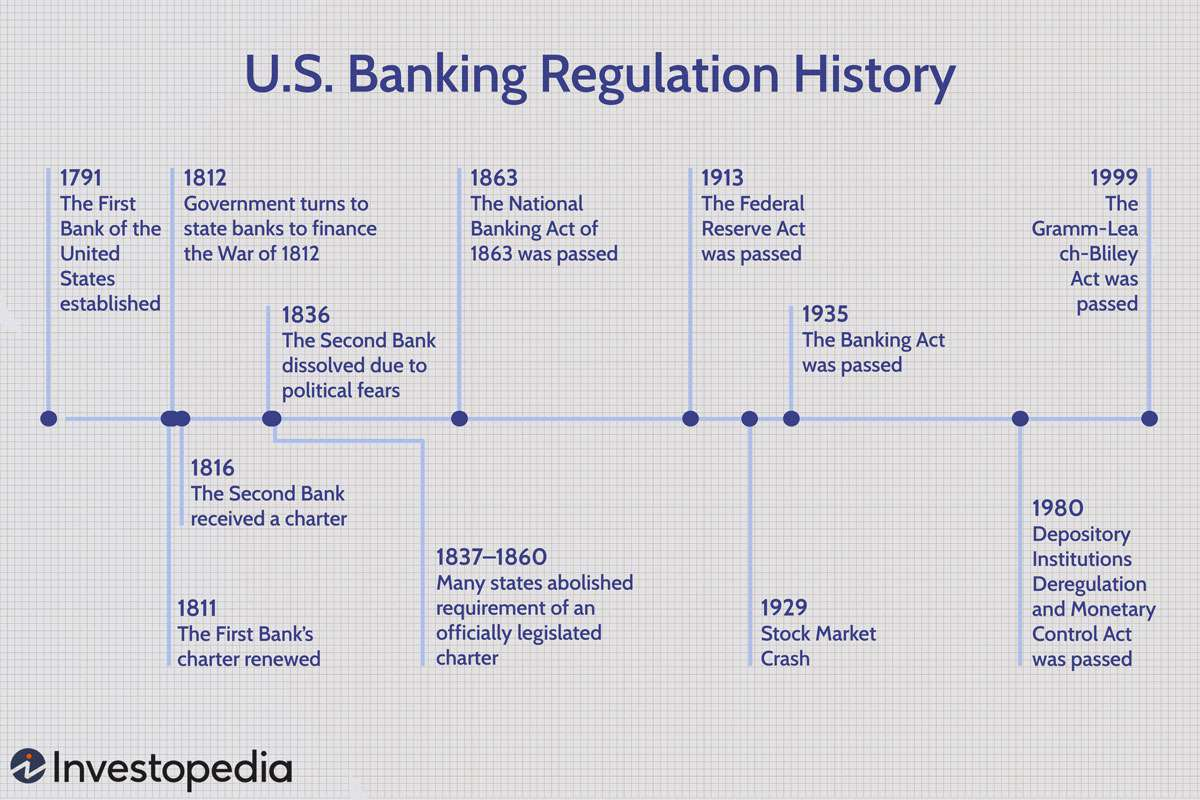 U.S. Banking Regulation History
1791
The First
Bank of the
United
States
established
1812
Government turns to
state banks to finance
the War of 1812
1836
The Second Bank
dissolved due to
political fears
1863
The National
Banking Act of
1863 was passed
1913
The Federal
Reserve Act
was passed
1935
The Banking Act
was passed
1999
The
Gramm-Lea
ch-Bliley
Act was
passed
1816
The Second Bank
received a charter
1811
The First Bank's
charter renewed
1837–1860
Many states abolished
requirement of an
officially legislated
charter
1929
Stock Market
Crash
1980
Depository
Institutions
Deregulation
and Monetary
Control Act
was passed
Investopedia